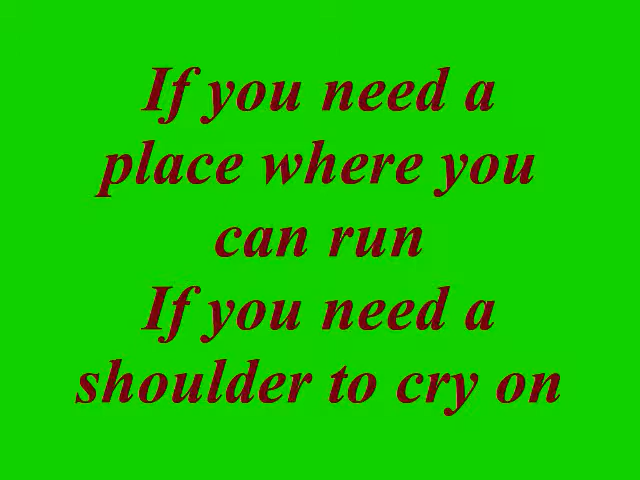 If you need a
place where you
can run
If you need a
shoulder to cry on